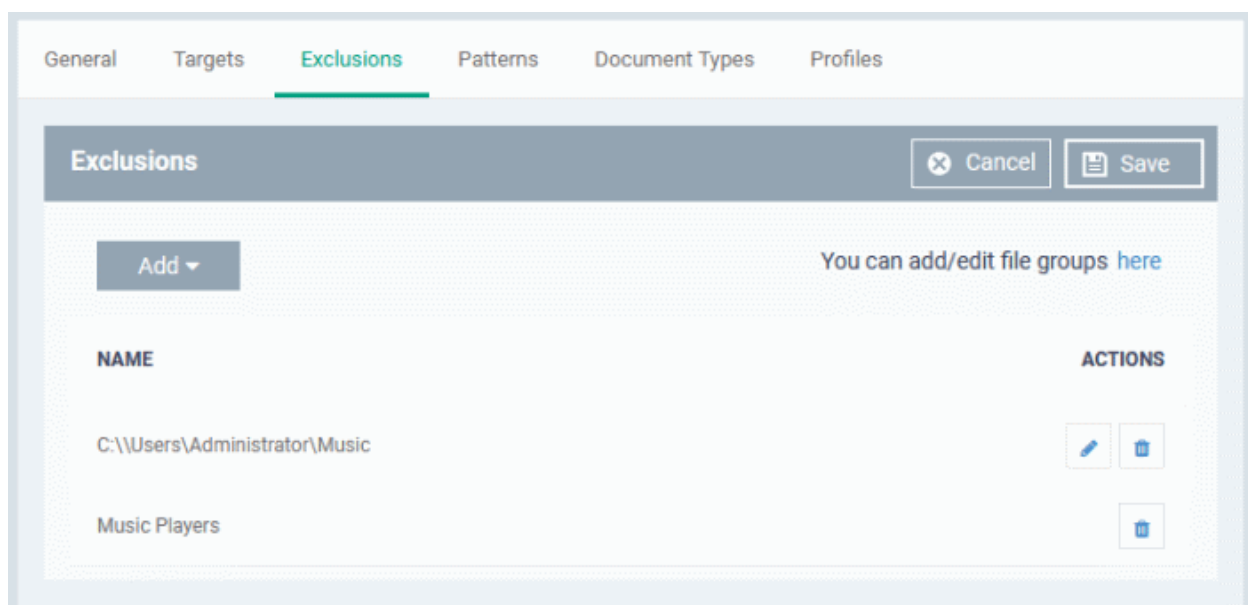 General Targets Exclusions Patterns Document Types Profiles
Exclusions Cancel Save
Add You can add/edit file groups here
NAME ACTIONS
C:\\Users\Administrator\Music
Music Players